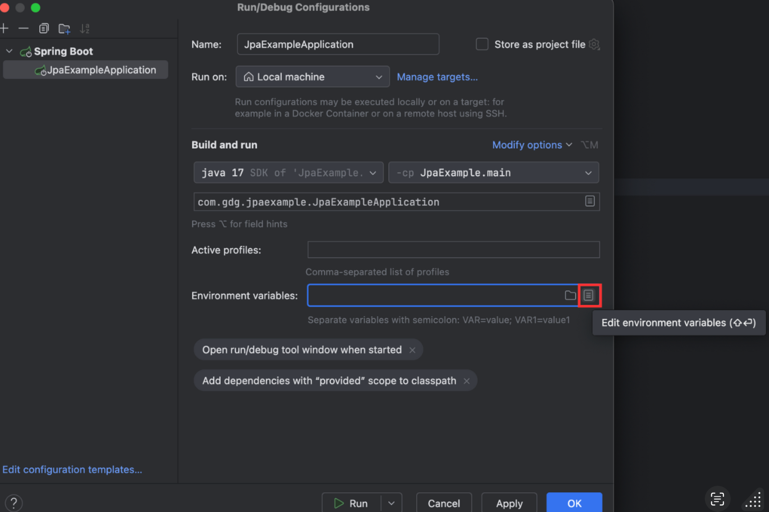 Run/Debug Configurations
Spring Boot
JpaExampleApplication
Name: JpaExampleApplication Store as project file
Run on: Local machine Manage targets...
Run configurations may be executed locally or on a target: for
example in a Docker Container or on a remote host using SSH.
Build and run Modify options ⌥M
java 17 SDK of 'JpaExample. -cp JpaExample.main
com.gdg.jpaexample.JpaExampleApplication
Press ⌥ for field hints
Active profiles:
Comma-separated list of profiles
Environment variables:
Separate variables with semicolon: VAR=value; VAR1=value1
Edit environment variables (⇧⏎)
Open run/debug tool window when started ×
Add dependencies with “provided” scope to classpath ×
Edit configuration templates...
? Run Cancel Apply OK